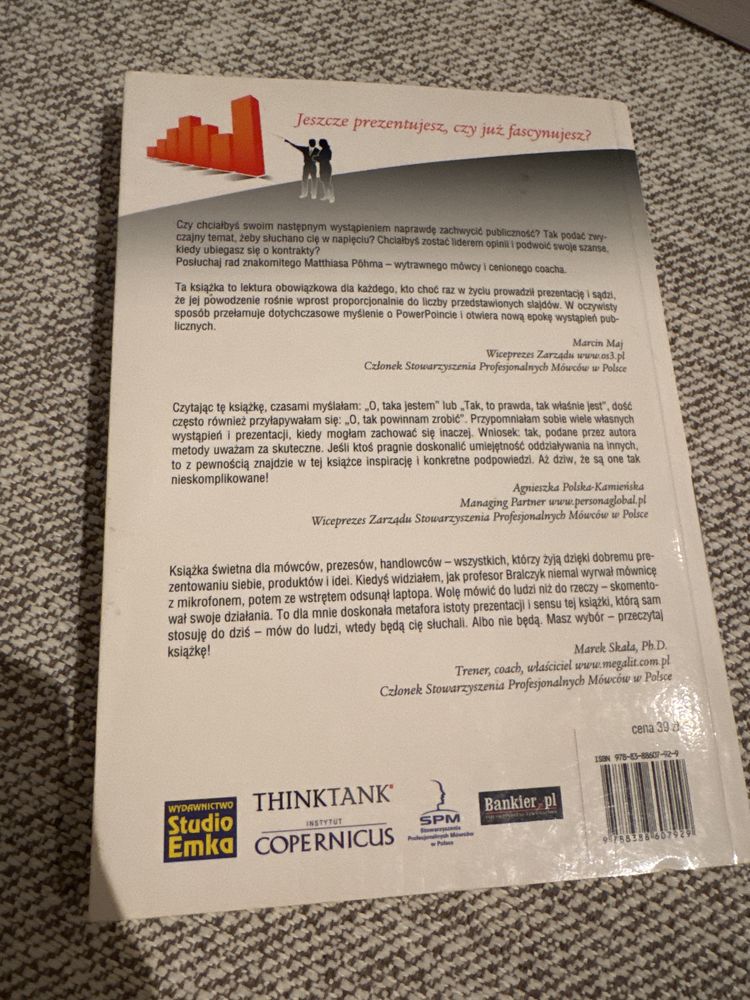 Jeszcze prezentujesz, czy już fascynujesz?
Czy chciałbyś swoim następnym wystąpieniem naprawdę zachwycić publiczność? Tak podać zwy-
czajny temat, żeby słuchano cię w napięciu? Chciałbyś zostać liderem opinii i podwoić swoje szanse,
kiedy ubiegasz się o kontrakty?
Posłuchaj rad znakomitego Matthiasa Pöhma – wytrawnego mówcy i cenionego coacha.
Ta książka to lektura obowiązkowa dla każdego, kto choć raz w życiu prowadził prezentację i sądzi,
że jej powodzenie rośnie wprost proporcjonalnie do liczby przedstawionych slajdów. W oczywisty
sposób przełamuje dotychczasowe myślenie o PowerPoincie i otwiera nową epokę wystąpień pub-
licznych.
Marcin Maj
Wiceprezes Zarządu www.os3.pl
Członek Stowarzyszenia Profesjonalnych Mówców w Polsce
Czytając tę książkę, czasami myślałam: „O, taka jestem" lub „Tak, to prawda, tak właśnie jest", dość
często również przyłapywałam się: „O, tak powinnam zrobić". Przypomniałam sobie wiele własnych
wystąpień i prezentacji, kiedy mogłam zachować się inaczej. Wniosek: tak, podane przez autora
metody uważam za skuteczne. Jeśli ktoś pragnie doskonalić umiejętność oddziaływania na innych,
to z pewnością znajdzie w tej książce inspirację i konkretne podpowiedzi. Aż dziw, że są one tak
nieskomplikowane!
Agnieszka Polska-Kamieńska
Managing Partner www.personaglobal.pl
Wiceprezes Zarządu Stowarzyszenia Profesjonalnych Mówców w Polsce
Książka świetna dla mówców, prezesów, handlowców – wszystkich, którzy żyją dzięki dobremu pre-
zentowaniu siebie, produktów i idei. Kiedyś widziałem, jak profesor Bralczyk niemal wyrwał mównicę
z mikrofonem, potem ze wstrętem odsunął laptopa. Wolę mówić do ludzi niż do rzeczy – skomento-
wał swoje działania. To dla mnie doskonała metafora istoty prezentacji i sensu tej książki, którą sam
stosuję do dziś – mów do ludzi, wtedy będą cię słuchali. Albo nie będą. Masz wybór – przeczytaj
książkę!
Marek Skała, Ph.D.
Trener, coach, właściciel www.megalit.com.pl
Członek Stowarzyszenia Profesjonalnych Mówców w Polsce
cena 39 zł
ISBN 978-83-88607-92-9
9 788388 607929
WYDAWNICTWO
Studio
Emka
THINKTANK
INSTYTUT
COPERNICUS
SPM
Stowarzyszenie
Profesjonalnych Mówców
w Polsce
Bankier.pl